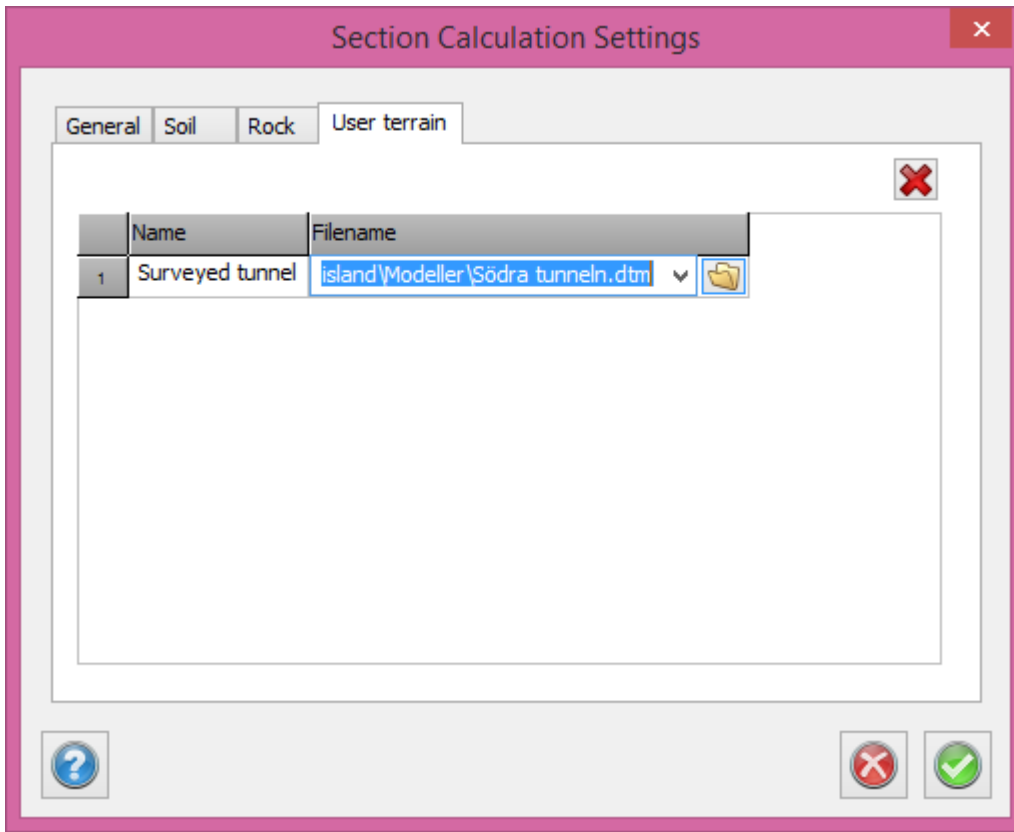 Section Calculation Settings
General Soil Rock User terrain
Name Filename
1 Surveyed tunnel island\Modeller\Södra tunneln.dtm